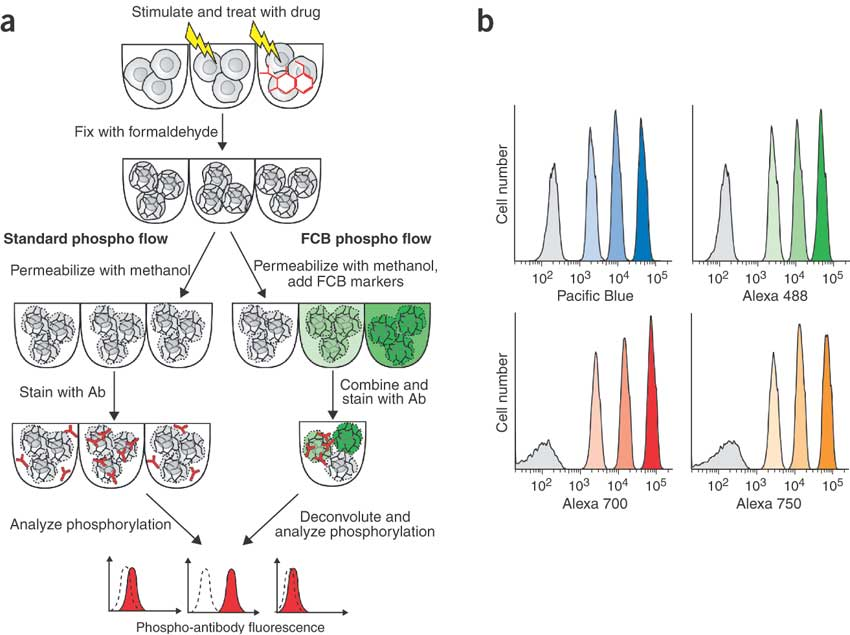 a
Stimulate and treat with drug
Fix with formaldehyde
Standard phospho flow
FCB phospho flow
Permeabilize with methanol
Permeabilize with methanol,
add FCB markers
Stain with Ab
Combine and
stain with Ab
Analyze phosphorylation
Deconvolute and
analyze phosphorylation
Phospho-antibody fluorescence
b
Cell number
10² 10³ 10⁴ 10⁵
Pacific Blue
10² 10³ 10⁴ 10⁵
Alexa 488
Cell number
10² 10³ 10⁴ 10⁵
Alexa 700
10² 10³ 10⁴ 10⁵
Alexa 750